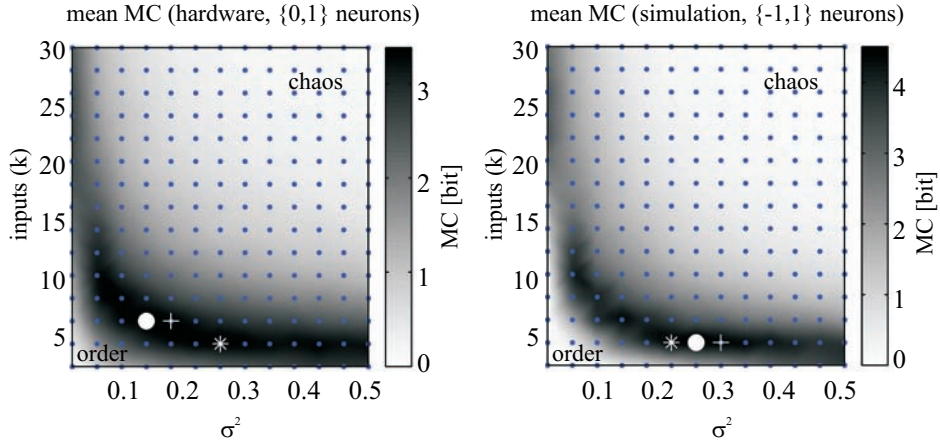 mean MC (hardware, {0,1} neurons)
30
25
20
15
10
5
inputs (k)
chaos
order
0.1 0.2 0.3 0.4 0.5
σ²
3
2
1
0
MC [bit]
mean MC (simulation, {-1,1} neurons)
30
25
20
15
10
5
inputs (k)
chaos
order
0.1 0.2 0.3 0.4 0.5
σ²
4
3
2
1
0
MC [bit]